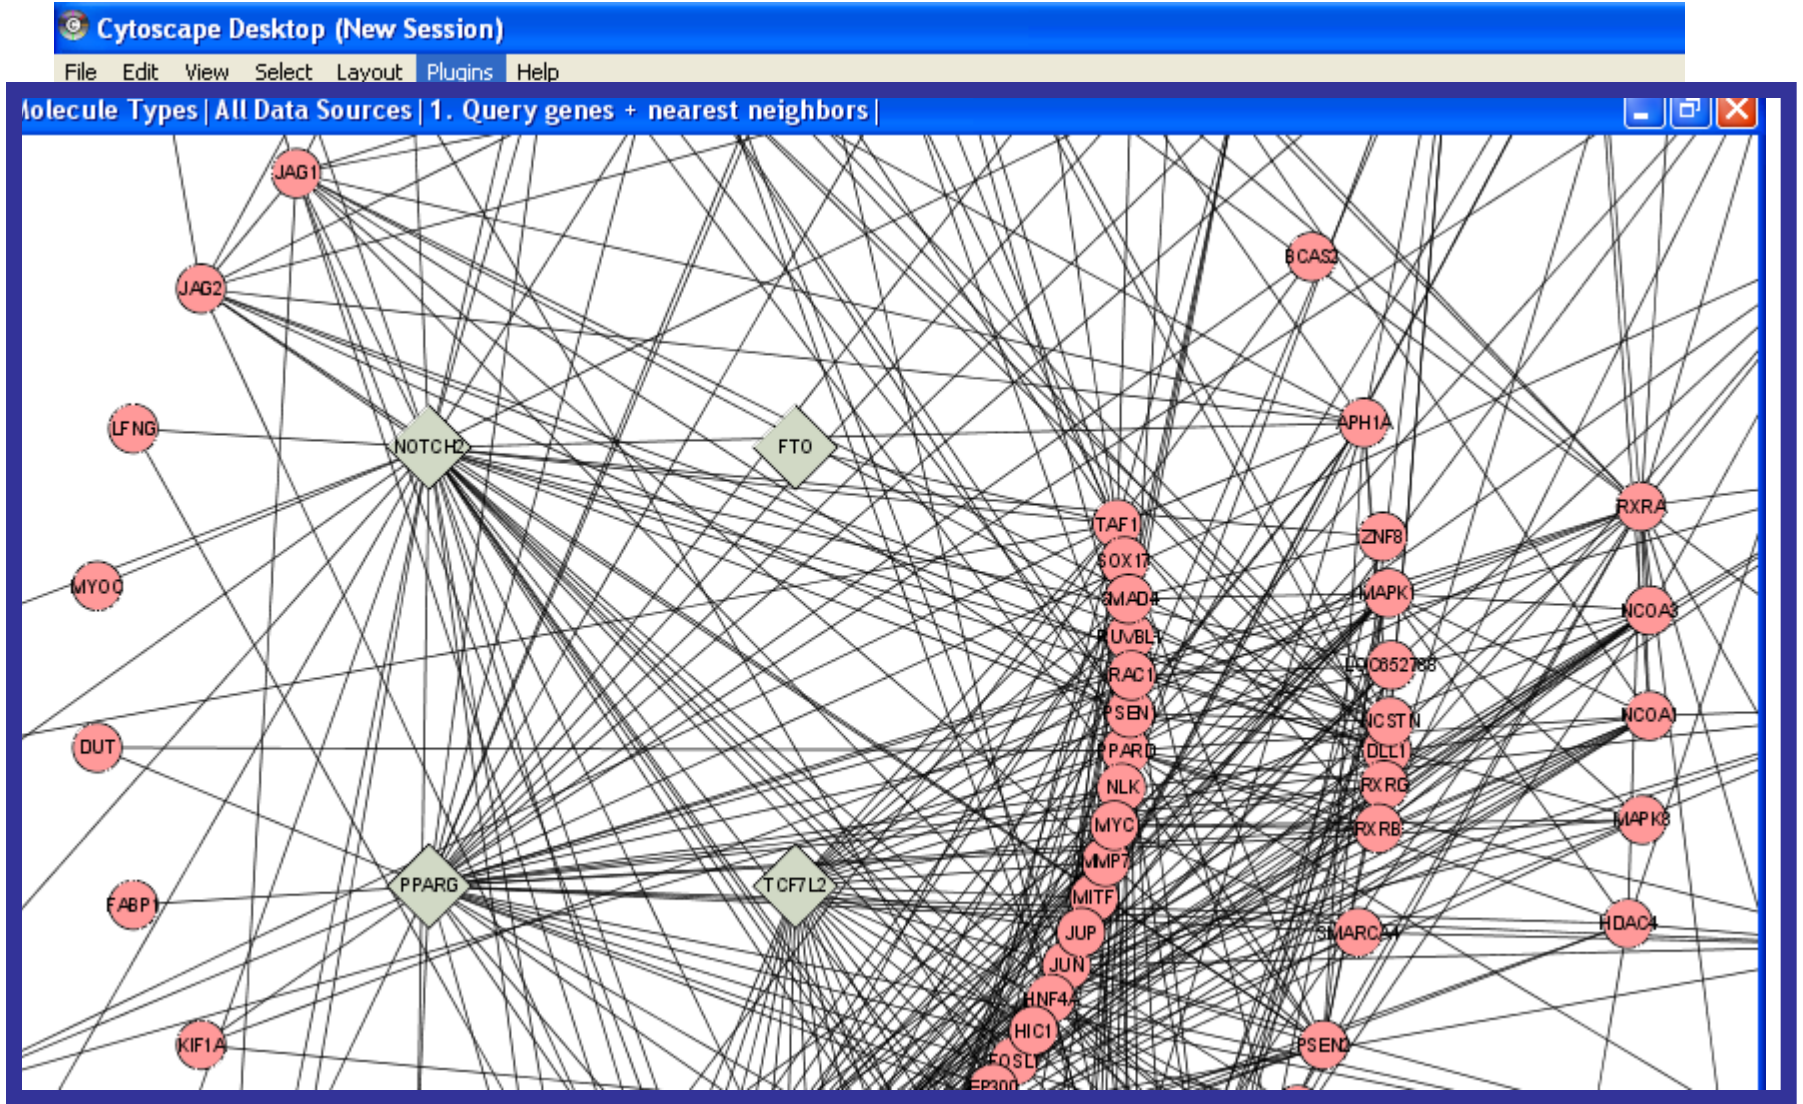 Cytoscape Desktop (New Session)
File Edit View Select Layout Plugins Help
Molecule Types | All Data Sources | 1. Query genes + nearest neighbors |
JAG1
BCAS2
JAG2
APH1A
LFNG
NOTCH2
FTO
RXRA
TAF1
ZNF8
SOX17
MYOC
MAPK1
SMAD4
NCOA3
RUVBL1
LOC652788
RAC1
PSEN1
NCOA1
NCSTN
DUT
PPARD
DLL1
NLK
RXRG
MYC
RXRB
MAPK8
MMP7
PPARG
TCF7L2
MITF
FABP1
JUP
SMARCA4
HDAC4
JUN
HNF4A
HIC1
KIF1A
PSEN2
FOSL1
EP300